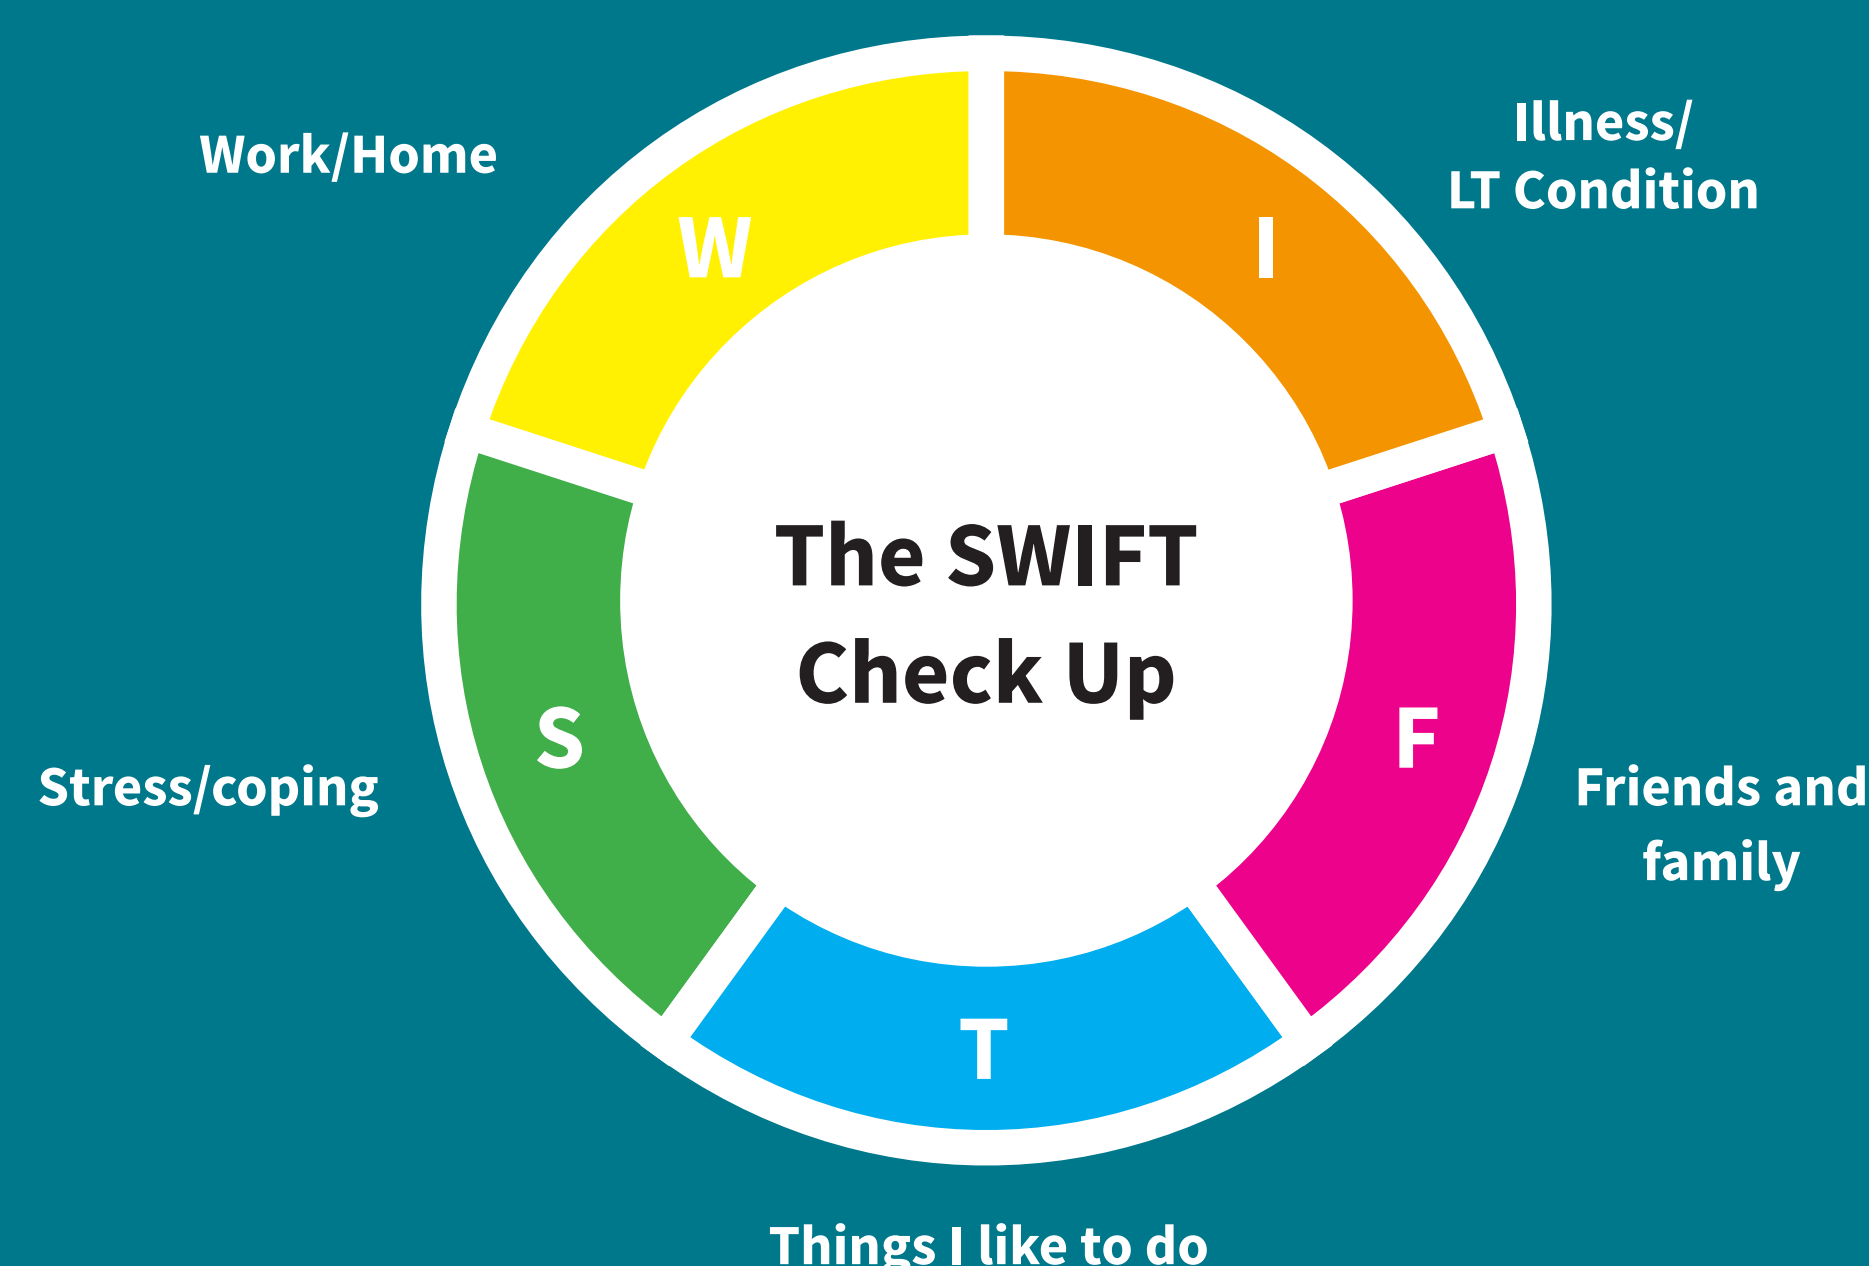 Work/Home
Illness/
LT Condition
W
I
The SWIFT
Check Up
S
F
Stress/coping
Friends and
family
T
Things I like to do